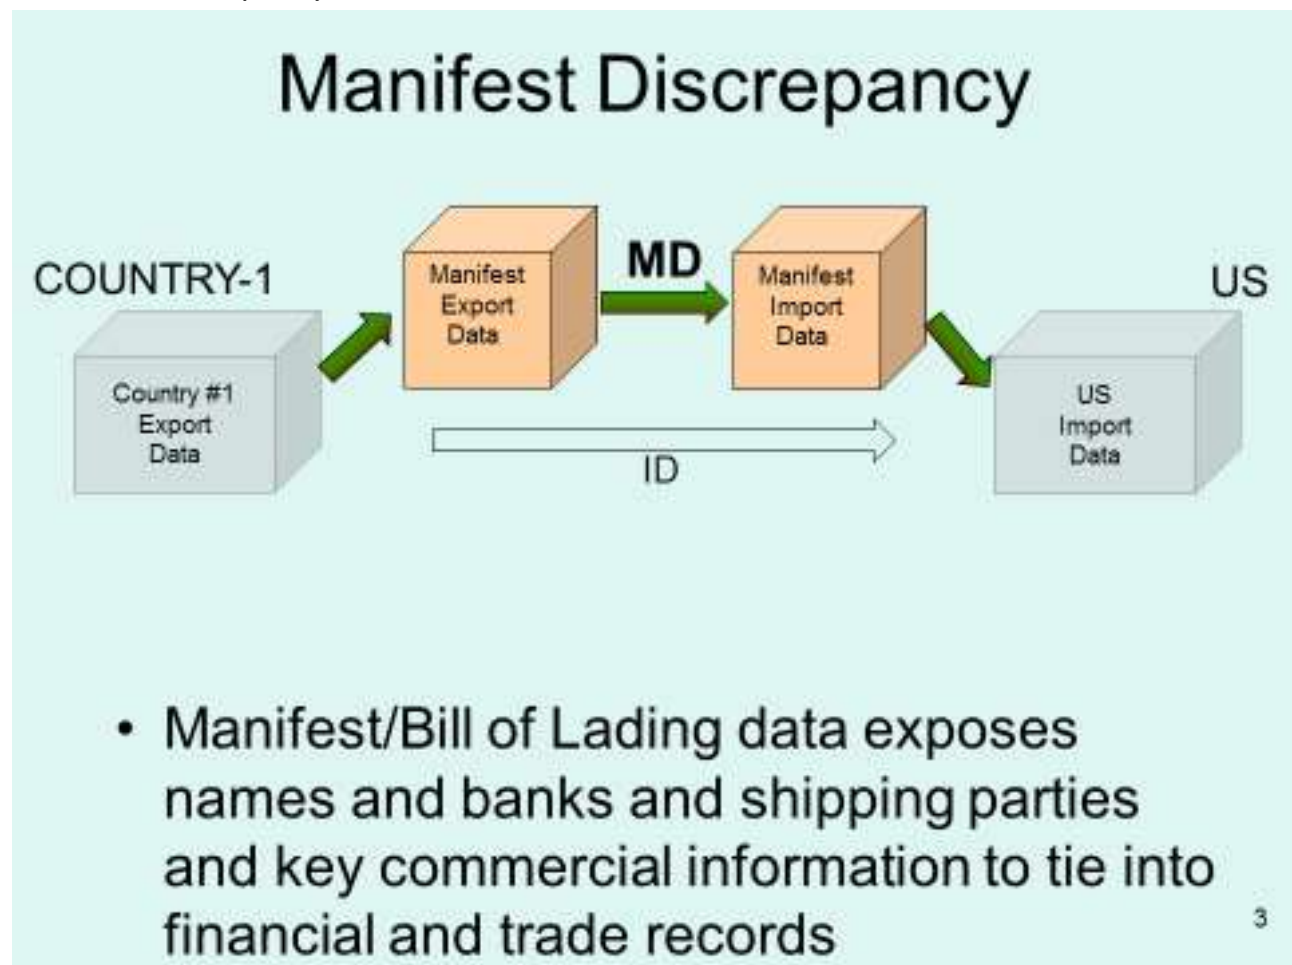 Manifest Discrepancy
COUNTRY-1
Manifest
Export
Data
MD
Manifest
Import
Data
US
Country #1
Export
Data
US
Import
Data
ID
• Manifest/Bill of Lading data exposes
names and banks and shipping parties
and key commercial information to tie into
financial and trade records
3